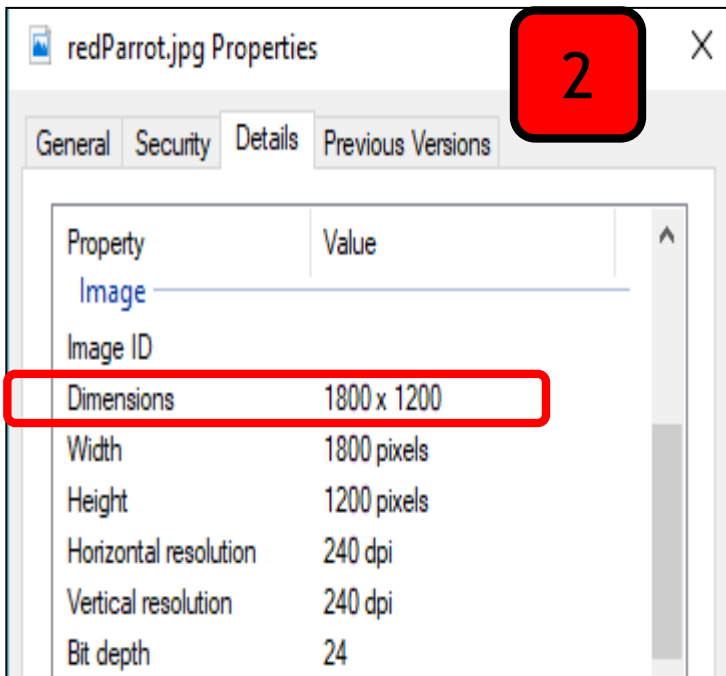 redParrot.jpg Properties
2
General Security Details Previous Versions
Property Value
Image
Image ID
Dimensions 1800 x 1200
Width 1800 pixels
Height 1200 pixels
Horizontal resolution 240 dpi
Vertical resolution 240 dpi
Bit depth 24